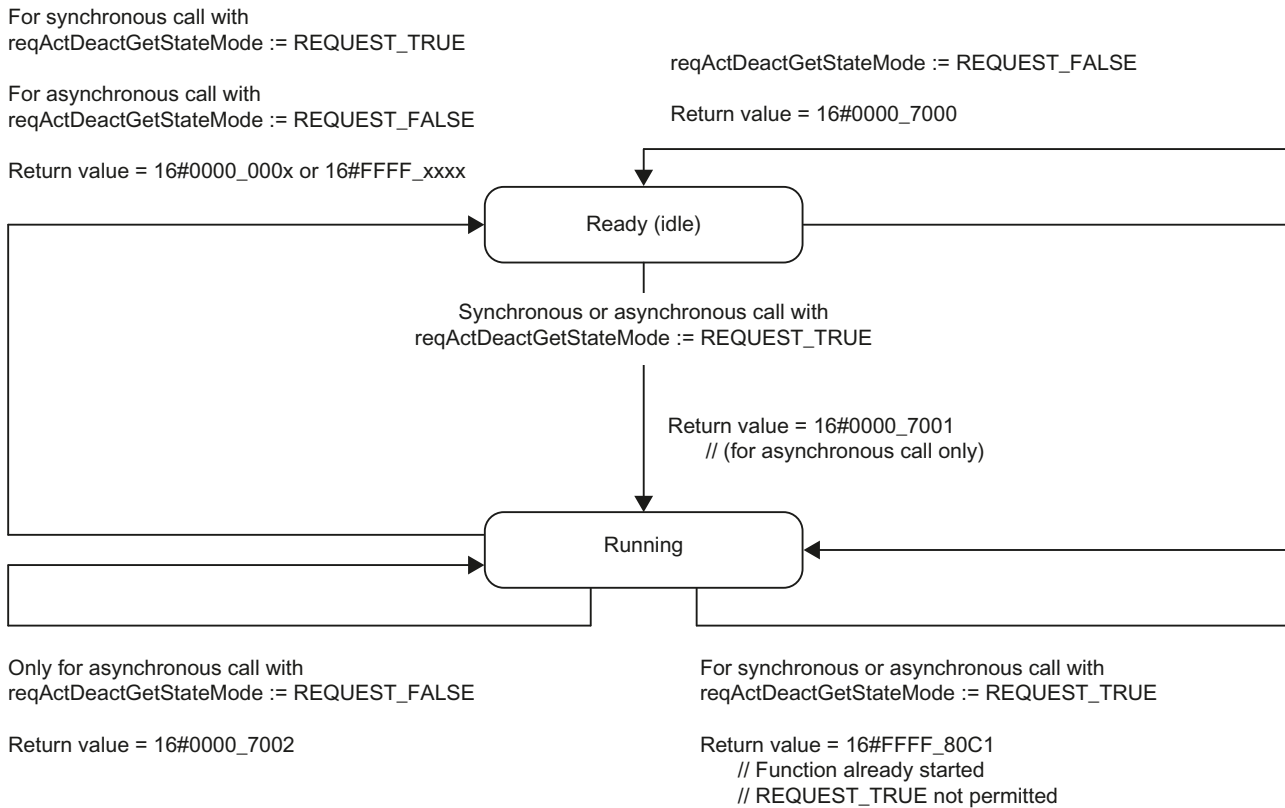 For synchronous call with
reqActDeactGetStateMode := REQUEST_TRUE
For asynchronous call with
reqActDeactGetStateMode := REQUEST_FALSE
Return value = 16#0000_000x or 16#FFFF_xxxx
reqActDeactGetStateMode := REQUEST_FALSE
Return value = 16#0000_7000
Ready (idle)
Synchronous or asynchronous call with
reqActDeactGetStateMode := REQUEST_TRUE
Return value = 16#0000_7001
// (for asynchronous call only)
Running
Only for asynchronous call with
reqActDeactGetStateMode := REQUEST_FALSE
Return value = 16#0000_7002
For synchronous or asynchronous call with
reqActDeactGetStateMode := REQUEST_TRUE
Return value = 16#FFFF_80C1
// Function already started
// REQUEST_TRUE not permitted